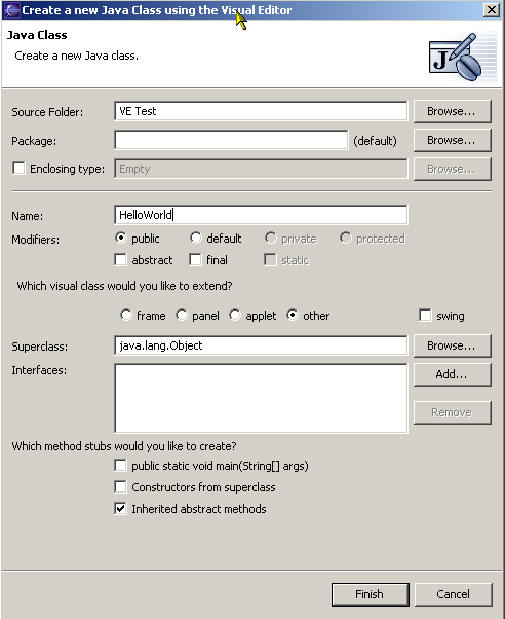 Create a new Java Class using the Visual Editor
Java Class
Create a new Java class.
J
Source Folder: VE Test Browse...
Package: (default) Browse...
Enclosing type: Empty Browse...
Name: HelloWorld
Modifiers: public default private protected
abstract final static
Which visual class would you like to extend?
frame panel applet other swing
Superclass: java.lang.Object Browse...
Interfaces: Add...
Remove
Which method stubs would you like to create?
public static void main(String[] args)
Constructors from superclass
Inherited abstract methods
Finish Cancel